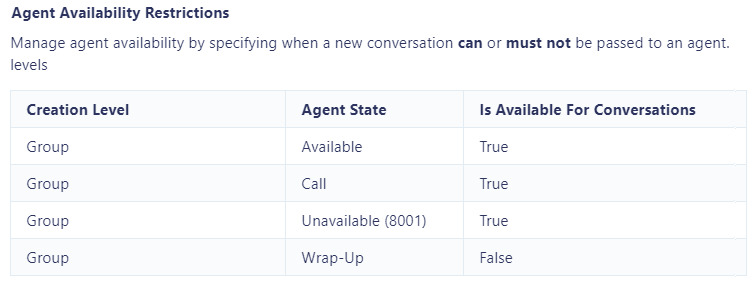 Agent Availability Restrictions
Manage agent availability by specifying when a new conversation can or must not be passed to an agent.
levels
Creation Level Agent State Is Available For Conversations
Group Available True
Group Call True
Group Unavailable (8001) True
Group Wrap-Up False